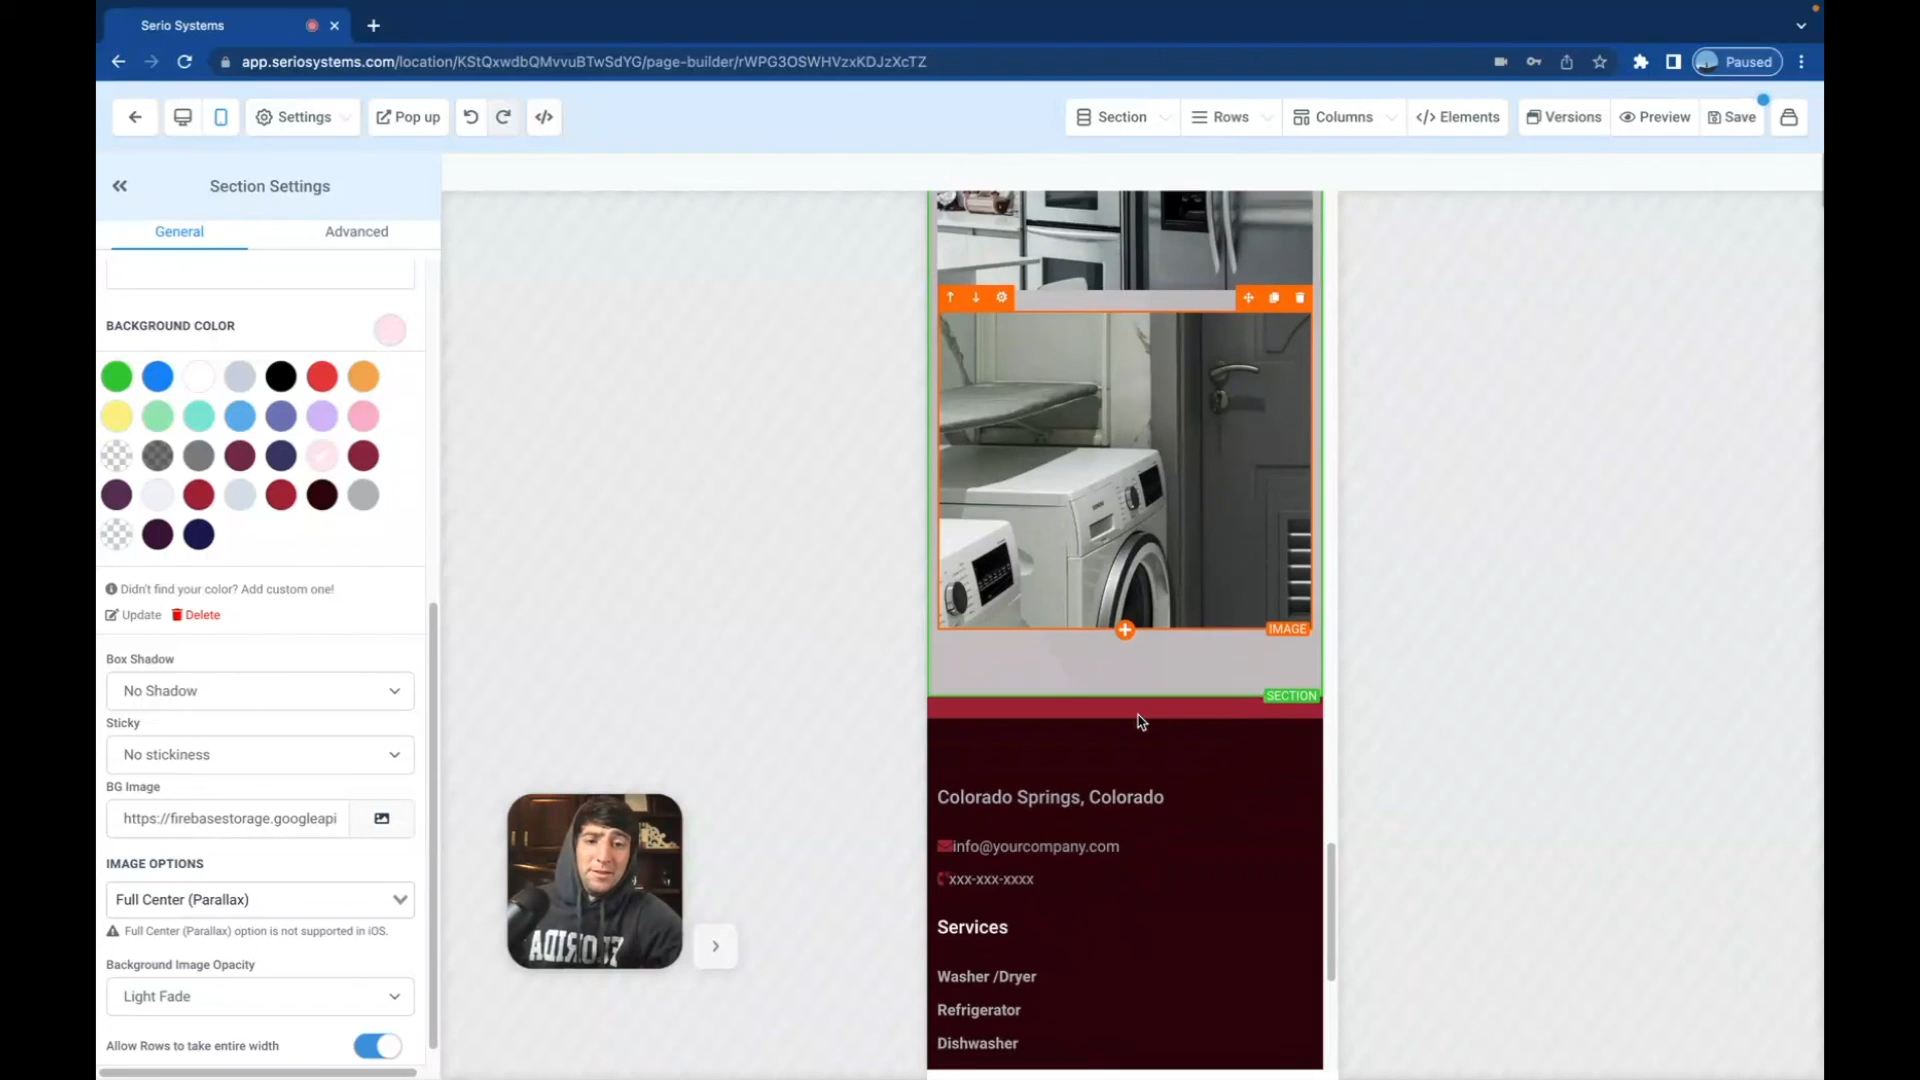 Serio Systems
app.seriosystems.com/location/KStQxwdbQMvvuBTwSdYG/page-builder/rWPG3OSWHVzxKDJzXcTZ
Paused
Settings
Pop up
Section
Rows
Columns
</> Elements
Versions
Preview
Save
Section Settings
General
Advanced
BACKGROUND COLOR
Didn't find your color? Add custom one!
Update
Delete
Box Shadow
No Shadow
Sticky
No stickiness
BG Image
https://firebasestorage.googleapi
IMAGE OPTIONS
Full Center (Parallax)
Full Center (Parallax) option is not supported in iOS.
Background Image Opacity
Light Fade
Allow Rows to take entire width
IMAGE
SECTION
Colorado Springs, Colorado
info@yourcompany.com
xxx-xxx-xxxx
Services
Washer /Dryer
Refrigerator
Dishwasher
FLORIDA